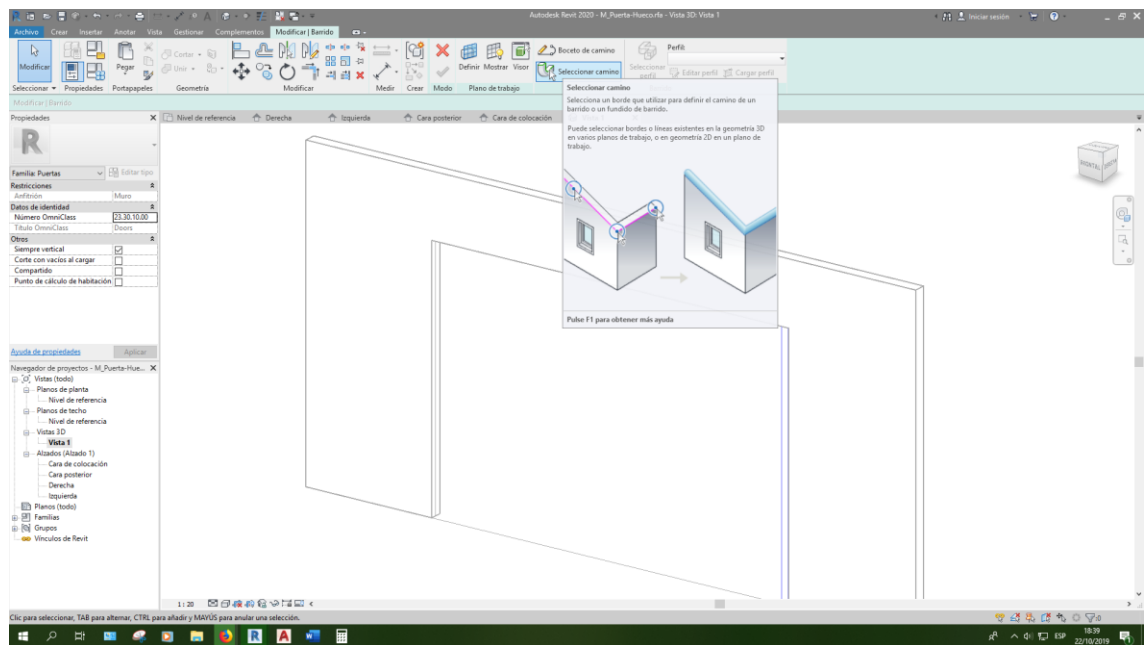 Autodesk Revit 2020 - M_Puerta-Hueco.rfa - Vista 3D: Vista 1
Iniciar sesión
Archivo Crear Insertar Anotar Vista Gestionar Complementos Modificar | Barrido
Modificar
Pegar
Cortar
Unir
Definir Mostrar Visor
Boceto de camino
Seleccionar camino
Seleccionar perfil
Perfil:
Editar perfil Cargar perfil
Seleccionar Propiedades Portapapeles Geometría Modificar Medir Crear Modo Plano de trabajo
Modificar | Barrido
Propiedades
Nivel de referencia Derecha Izquierda Cara posterior Cara de colocación
R
Familia: Puertas Editar tipo
Restricciones
Anfitrión Muro
Datos de identidad
Número OmniClass 23.30.10.00
Título OmniClass Doors
Otros
Siempre vertical
Corte con vacíos al cargar
Compartido
Punto de cálculo de habitación
Ayuda de propiedades Aplicar
Navegador de proyectos - M_Puerta-Hue...
Vistas (todo)
Planos de planta
Nivel de referencia
Planos de techo
Nivel de referencia
Vistas 3D
Vista 1
Alzados (Alzado 1)
Cara de colocación
Cara posterior
Derecha
Izquierda
Planos (todo)
Familias
Grupos
Vínculos de Revit
Seleccionar camino
Selecciona un borde que utilizar para definir el camino de un
barrido o un fundido de barrido.
Puede seleccionar bordes o líneas existentes en la geometría 3D
en varios planos de trabajo, o en geometría 2D en un plano de
trabajo.
Pulse F1 para obtener más ayuda
1 : 20
Clic para seleccionar, TAB para alternar, CTRL para añadir y MAYÚS para anular una selección.
:0
ESP
18:39
22/10/2019